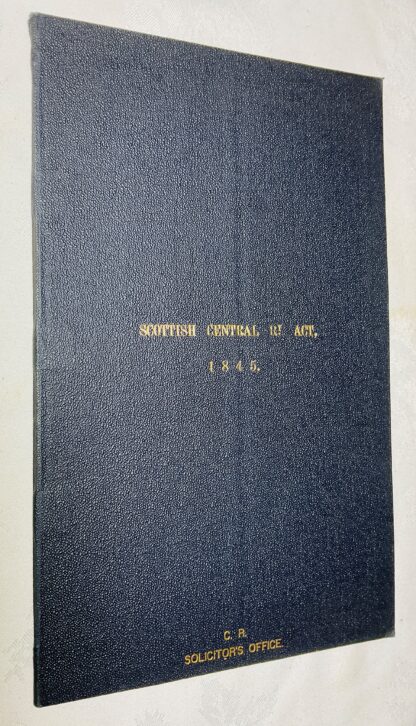 SCOTTISH CENTRAL RY ACT,
1845.
C. R.
SOLICITOR'S OFFICE.